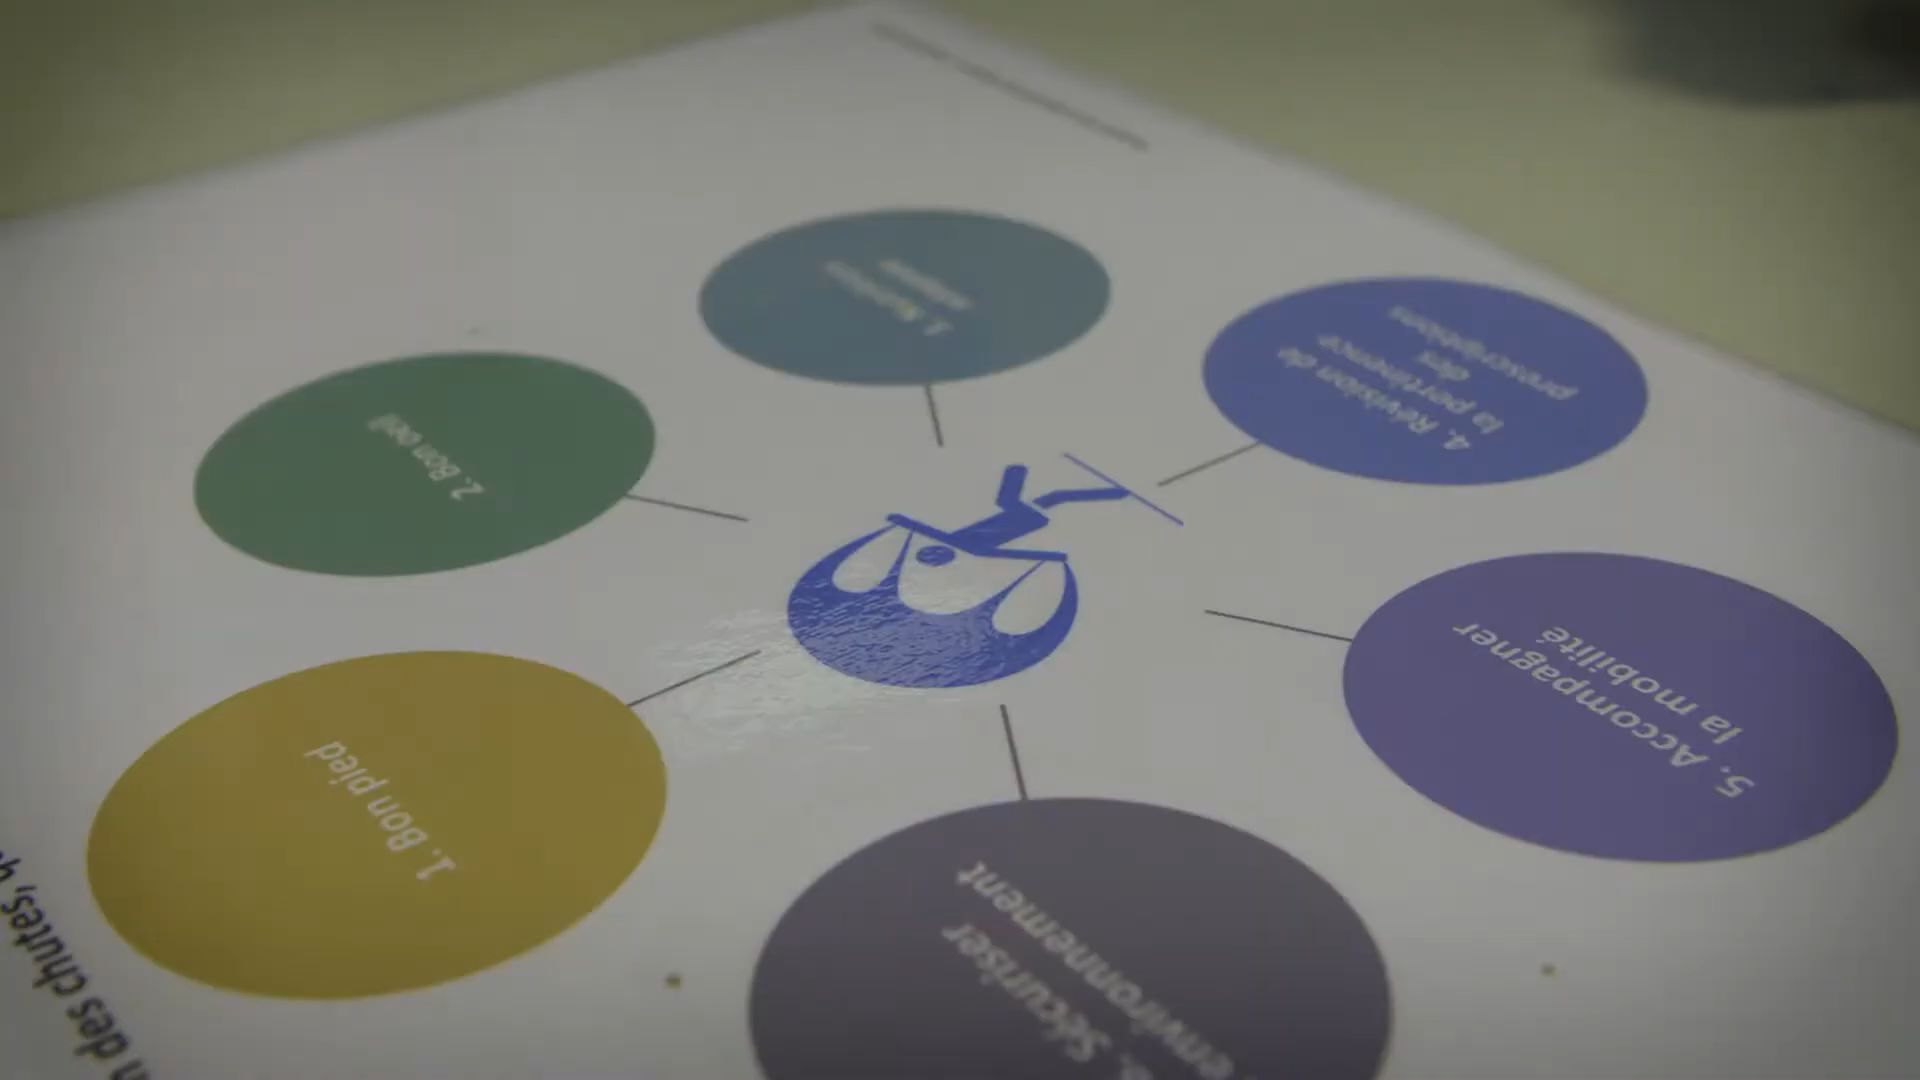 des chutes,
1. Bon pied
2. Bon œil
3.
4. Révision de
la pertinence
des
prescriptions
5. Accompagner
la mobilité
Sécuriser
environnement